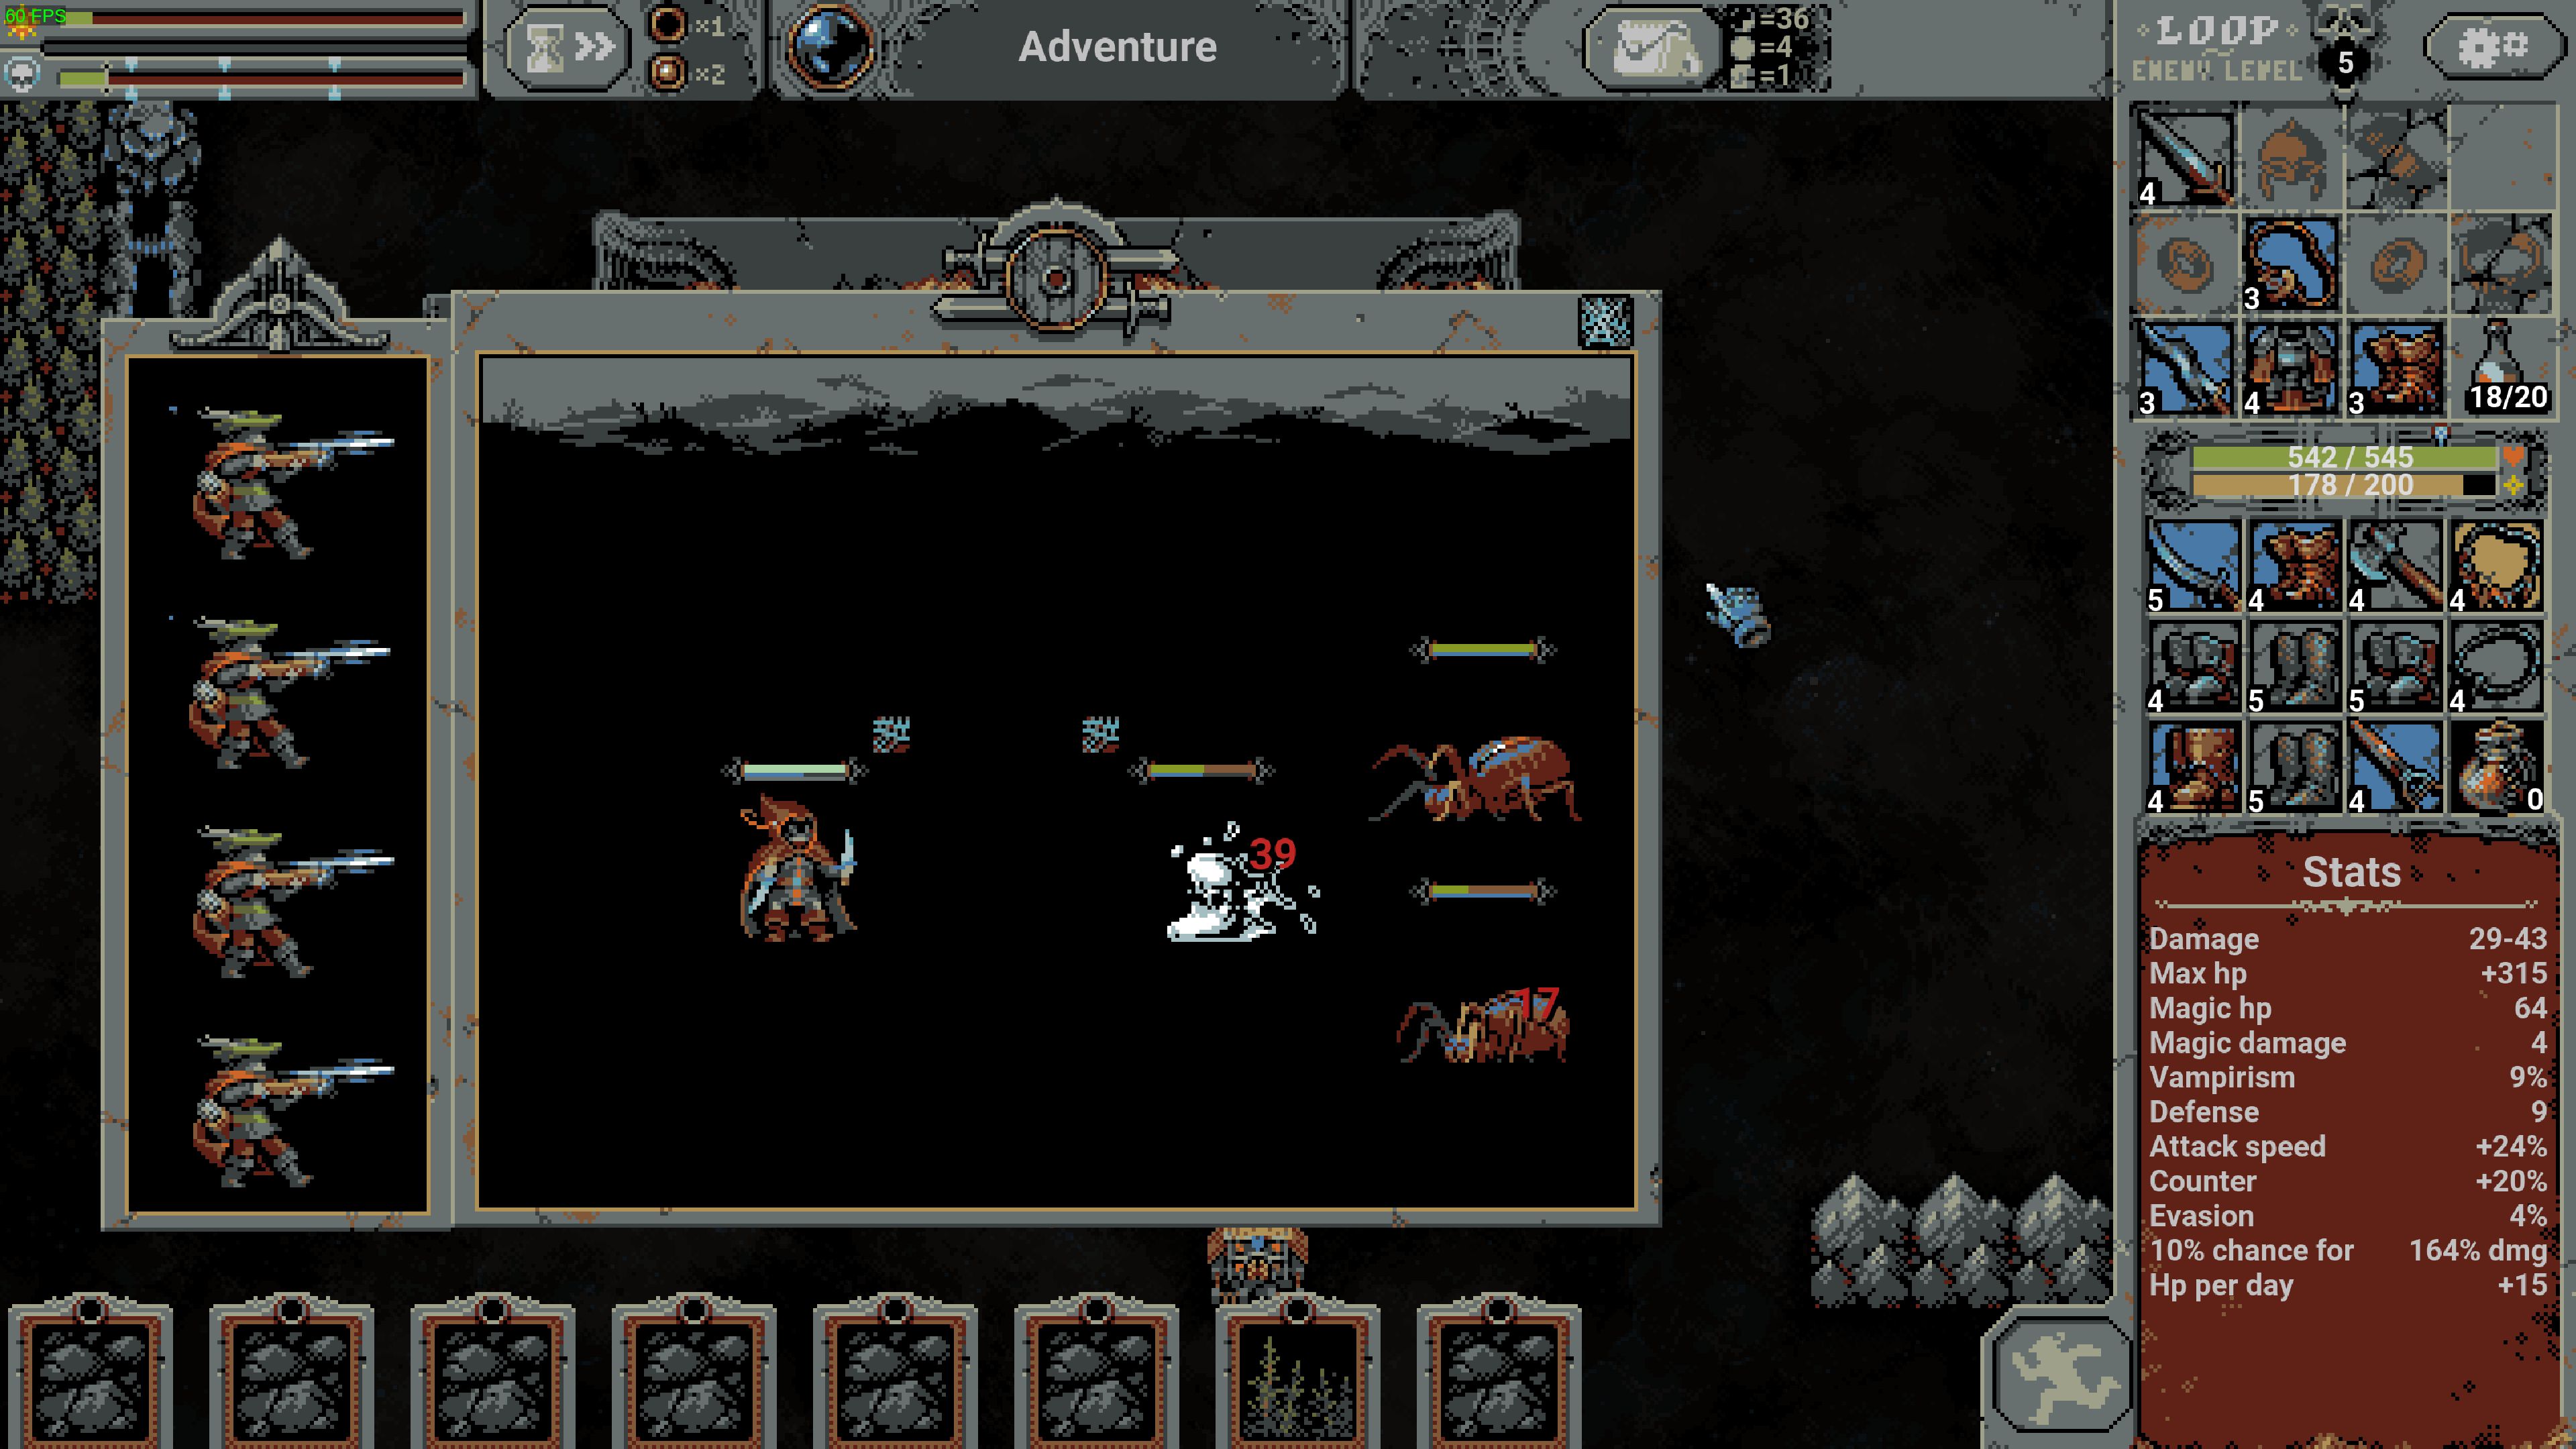 60 FPS
×1
×2
Adventure
=36
=4
=1
LOOP
ENEMY LEVEL
5
4
3
3
4
3
18/20
542 / 545
178 / 200
5
4
4
4
4
5
5
4
4
5
4
0
39
17
Stats
Damage 29-43
Max hp +315
Magic hp 64
Magic damage 4
Vampirism 9%
Defense 9
Attack speed +24%
Counter +20%
Evasion 4%
10% chance for 164% dmg
Hp per day +15